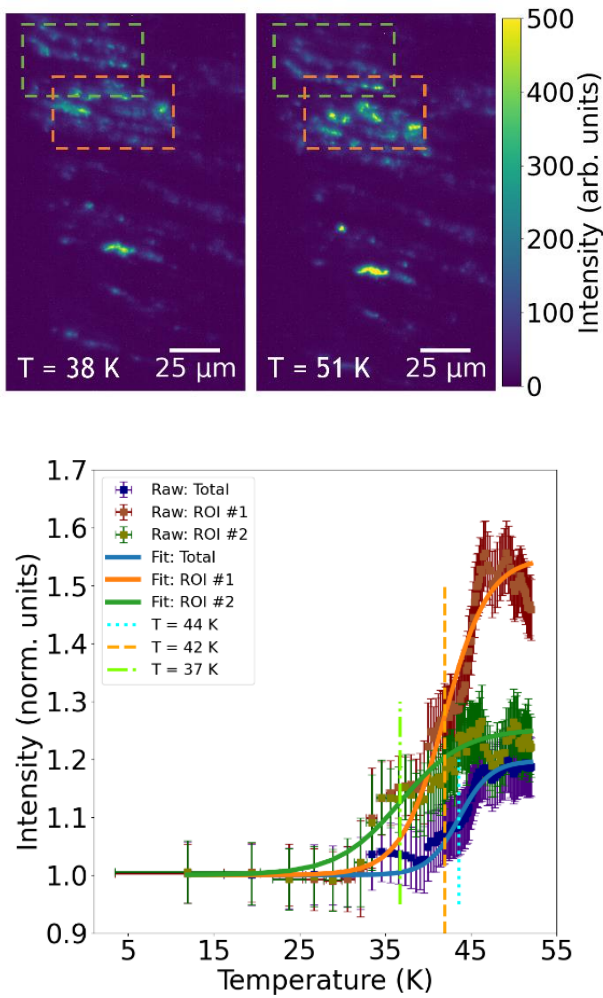 500
400
300
200
100
0
Intensity (arb. units)
T = 38 K
25 µm
T = 51 K
25 µm
1.7
1.6
1.5
1.4
1.3
1.2
1.1
1.0
0.9
Intensity (norm. units)
Raw: Total
Raw: ROI #1
Raw: ROI #2
Fit: Total
Fit: ROI #1
Fit: ROI #2
T = 44 K
T = 42 K
T = 37 K
5 15 25 35 45 55
Temperature (K)